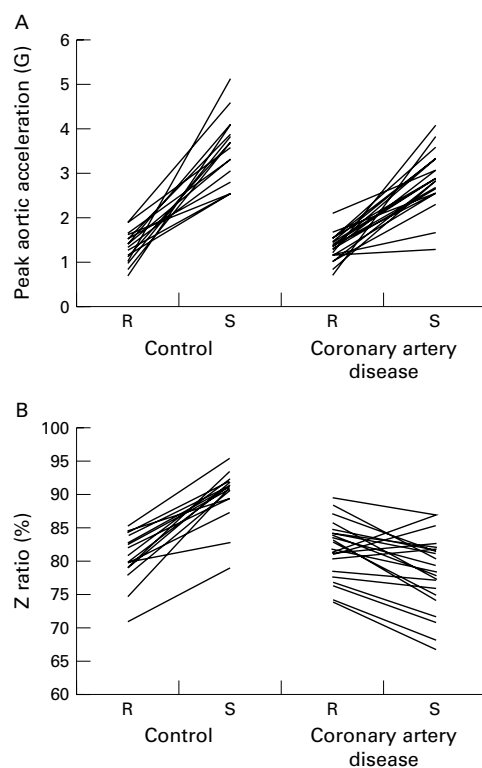 A
Peak aortic acceleration (G)
6
5
4
3
2
1
0
R S R S
Control Coronary artery
disease
B
Z ratio (%)
100
95
90
85
80
75
70
65
60
R S R S
Control Coronary artery
disease